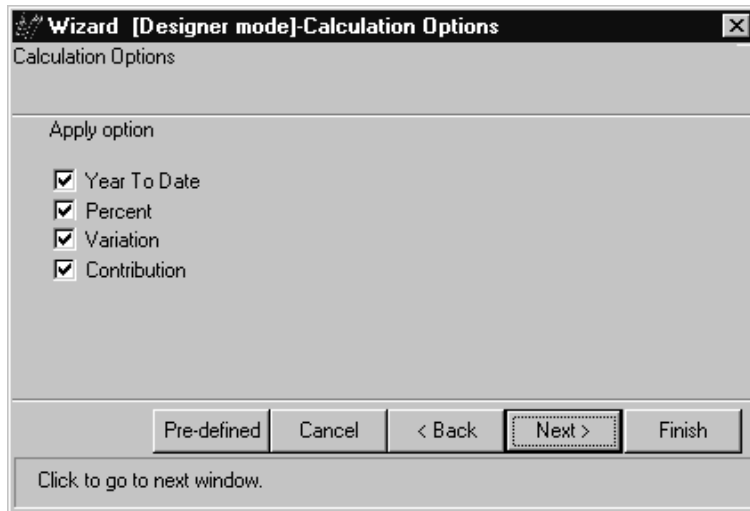 Wizard [Designer mode]-Calculation Options
Calculation Options
Apply option
Year To Date
Percent
Variation
Contribution
Pre-defined Cancel < Back Next > Finish
Click to go to next window.